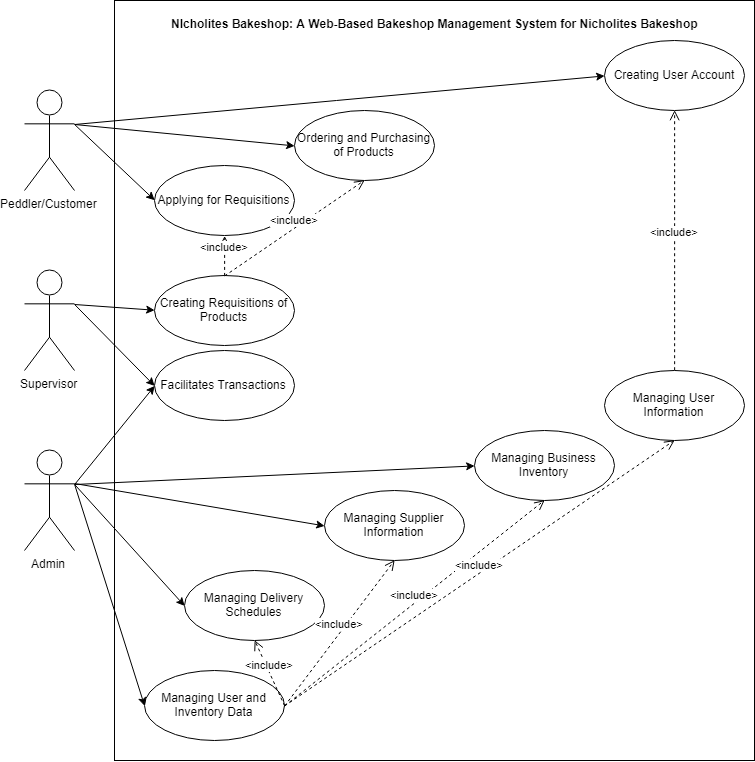 NIcholites Bakeshop: A Web-Based Bakeshop Management System for Nicholites Bakeshop
Creating User Account
Ordering and Purchasing
of Products
Peddler/Customer
Applying for Requisitions
<include>
<include>
<include>
Creating Requisitions of
Products
Supervisor
Facilitates Transactions
Managing User
Information
Managing Business
Inventory
Managing Supplier
Information
Admin
<include>
Managing Delivery
Schedules
<include>
<include>
<include>
Managing User and
Inventory Data